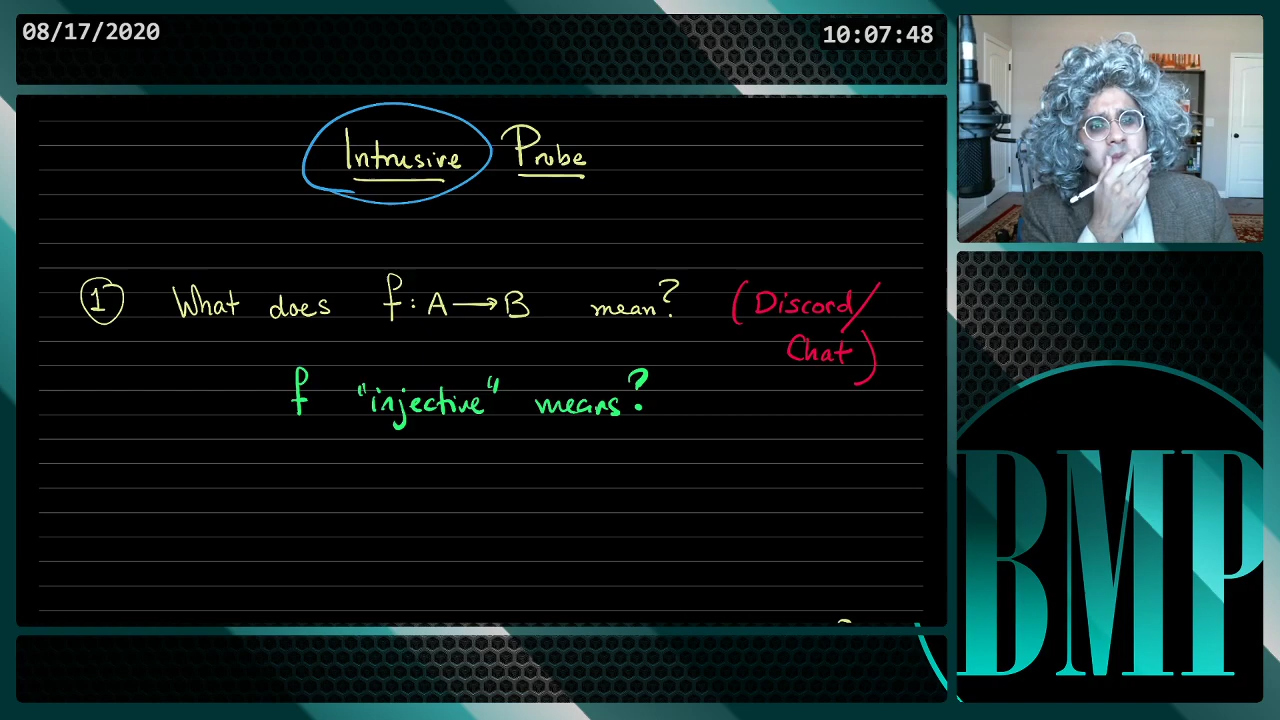 08/17/2020
10:07:48
Intrusive Probe
1 What does f : A → B mean? (Discord/
Chat)
f "injective" means?
BMP